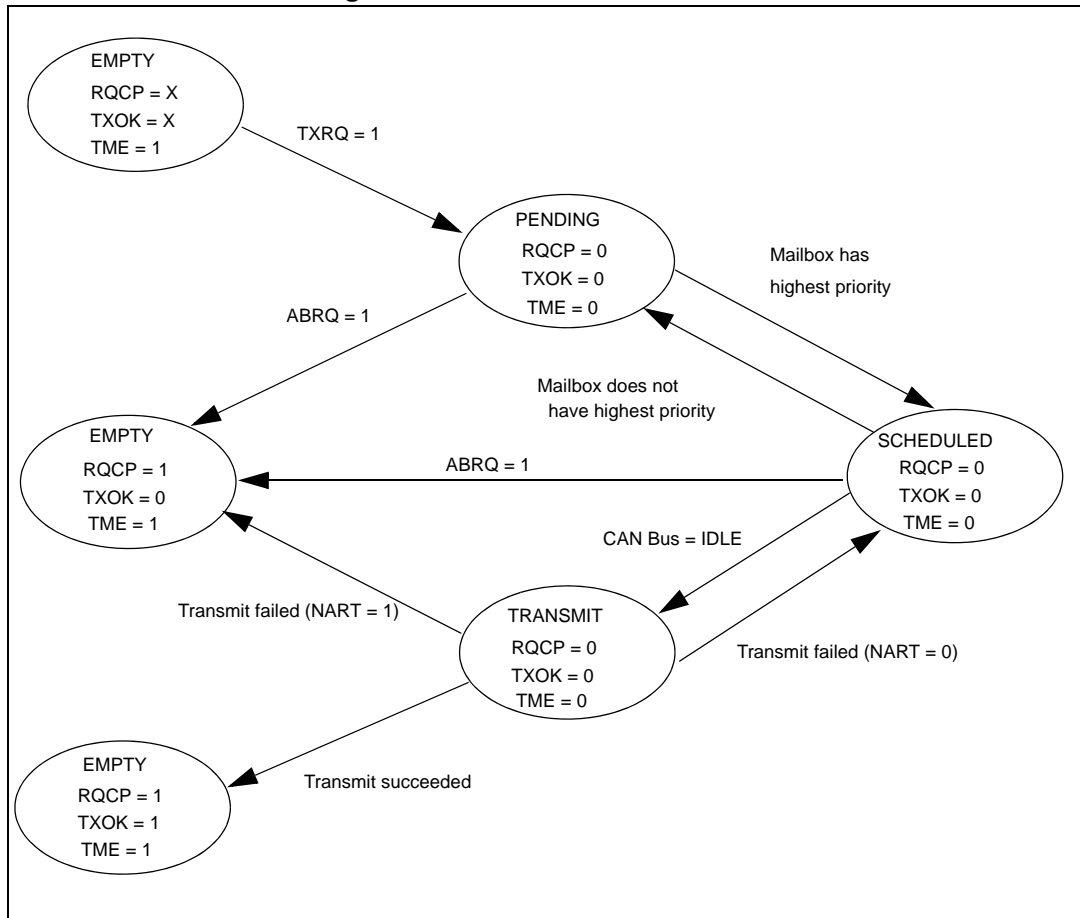 EMPTY
RQCP = X
TXOK = X
TME = 1
TXRQ = 1
PENDING
RQCP = 0
TXOK = 0
TME = 0
Mailbox has
highest priority
ABRQ = 1
Mailbox does not
have highest priority
EMPTY
RQCP = 1
TXOK = 0
TME = 1
ABRQ = 1
SCHEDULED
RQCP = 0
TXOK = 0
TME = 0
CAN Bus = IDLE
Transmit failed (NART = 1)
TRANSMIT
RQCP = 0
TXOK = 0
TME = 0
Transmit failed (NART = 0)
EMPTY
RQCP = 1
TXOK = 1
TME = 1
Transmit succeeded